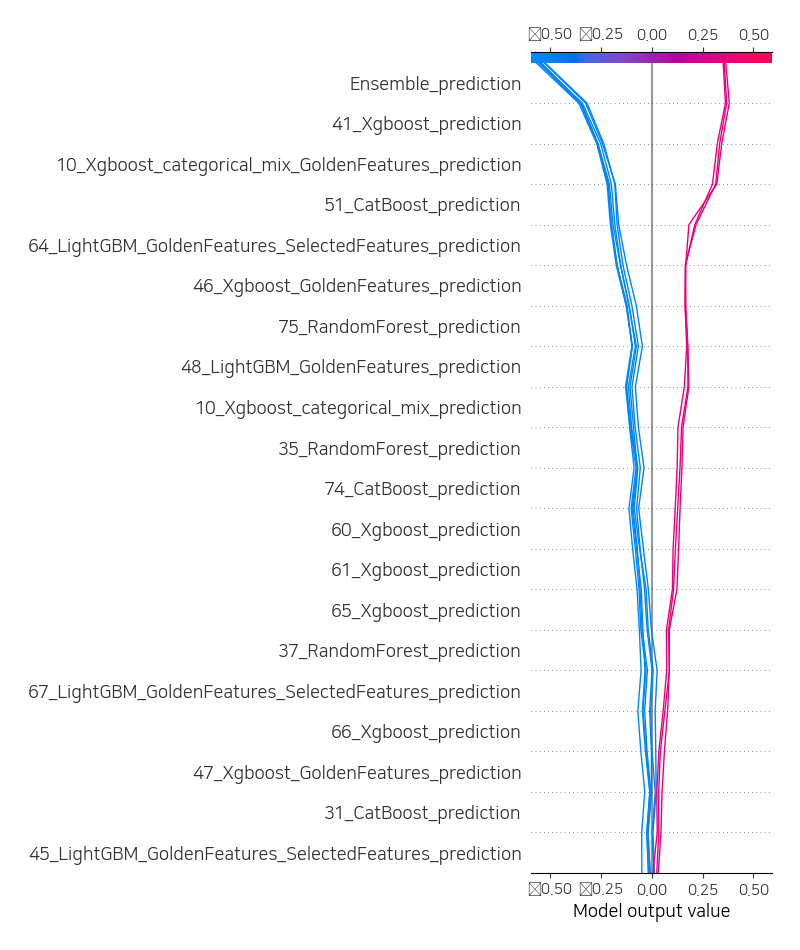 0.50 0.25 0.00 0.25 0.50
Ensemble_prediction
41_Xgboost_prediction
10_Xgboost_categorical_mix_GoldenFeatures_prediction
51_CatBoost_prediction
64_LightGBM_GoldenFeatures_SelectedFeatures_prediction
46_Xgboost_GoldenFeatures_prediction
75_RandomForest_prediction
48_LightGBM_GoldenFeatures_prediction
10_Xgboost_categorical_mix_prediction
35_RandomForest_prediction
74_CatBoost_prediction
60_Xgboost_prediction
61_Xgboost_prediction
65_Xgboost_prediction
37_RandomForest_prediction
67_LightGBM_GoldenFeatures_SelectedFeatures_prediction
66_Xgboost_prediction
47_Xgboost_GoldenFeatures_prediction
31_CatBoost_prediction
45_LightGBM_GoldenFeatures_SelectedFeatures_prediction
0.50 0.25 0.00 0.25 0.50
Model output value